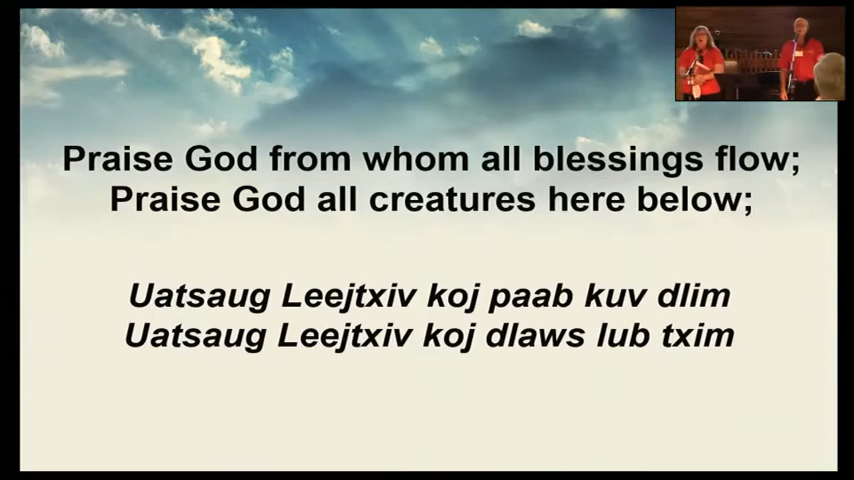 Praise God from whom all blessings flow;
Praise God all creatures here below;
Uatsaug Leejtxiv koj paab kuv dlim
Uatsaug Leejtxiv koj dlaws lub txim